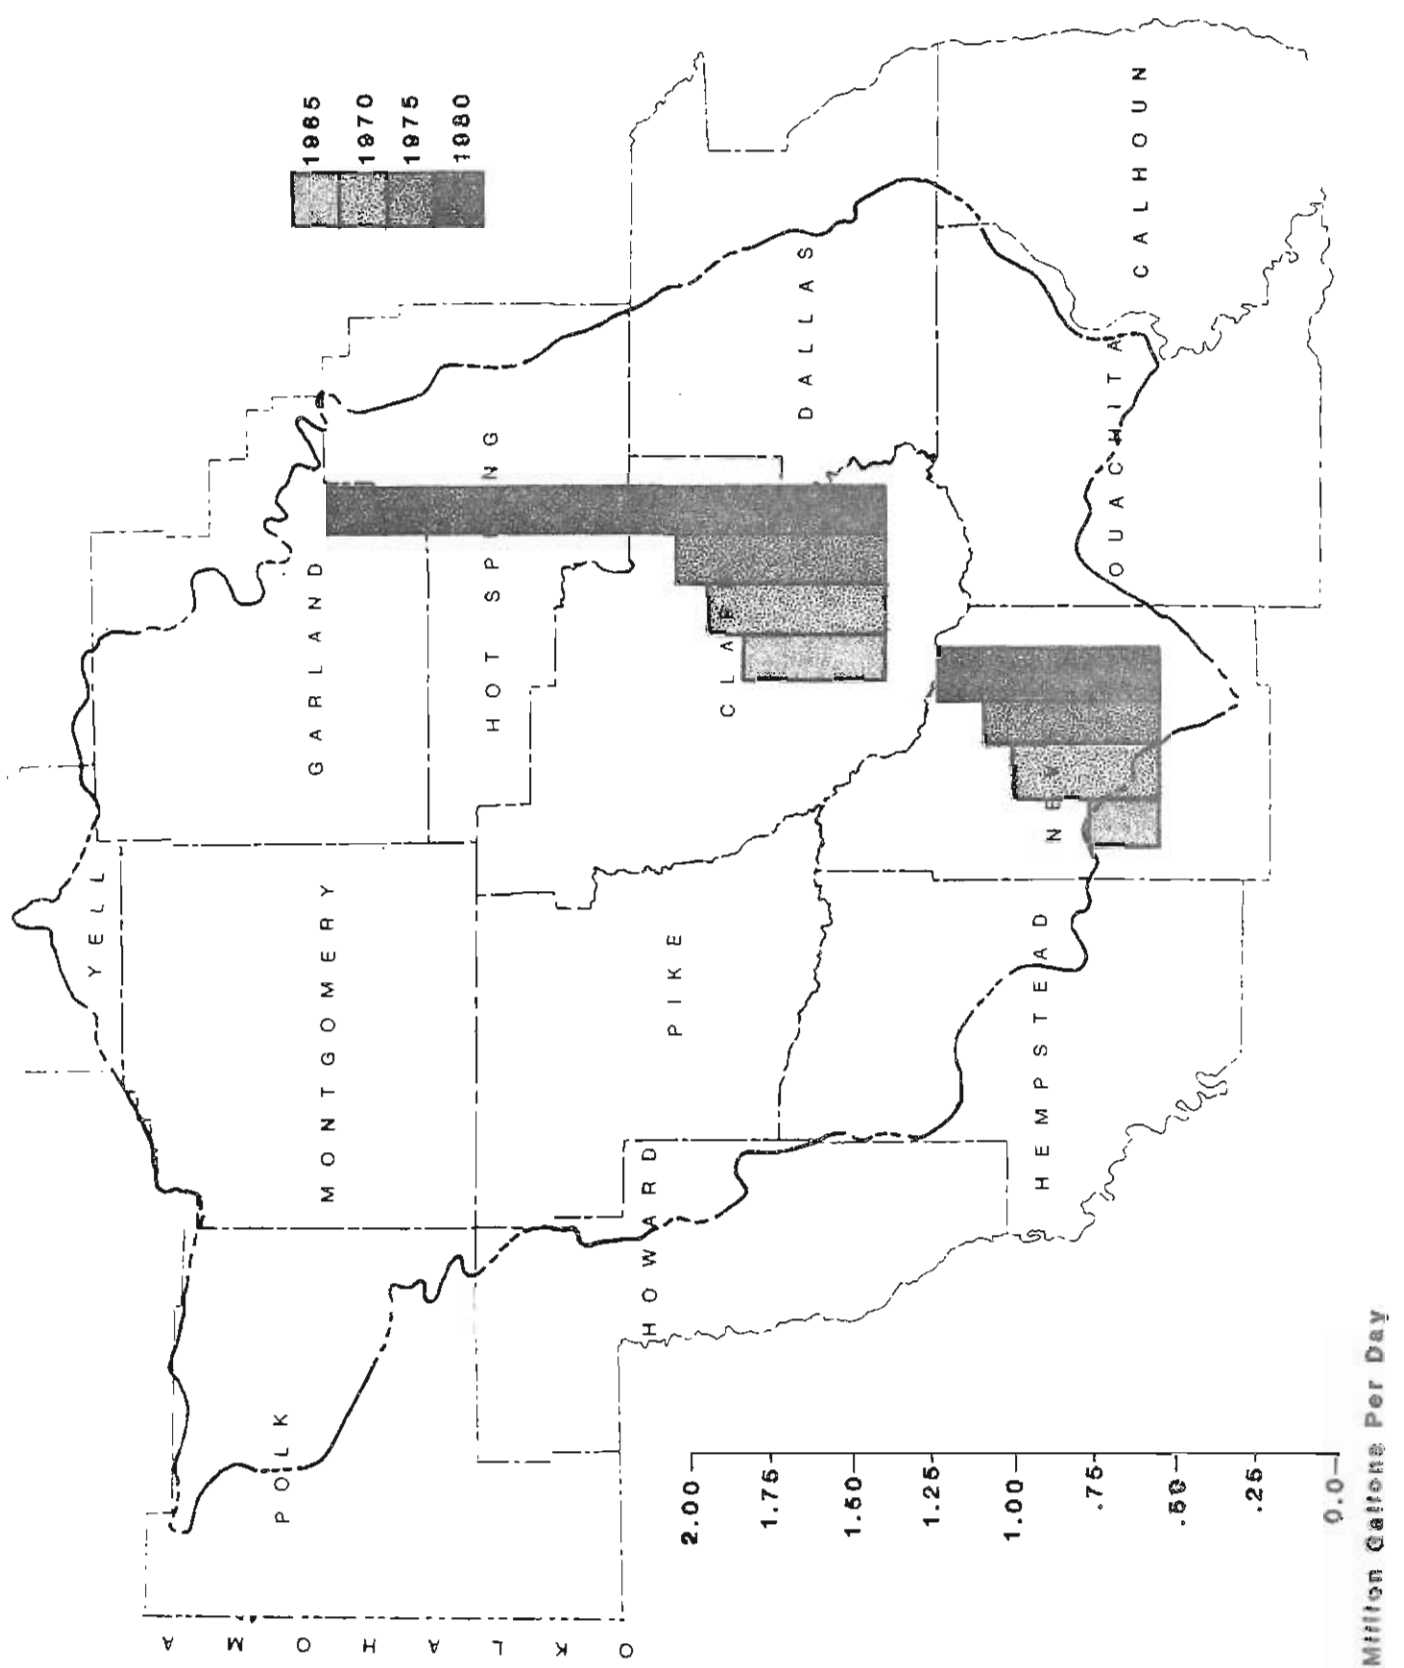 1965
1970
1975
1980
YELL
GARLAND
HOT SP NG
MONTGOMERY
POLK
OKLAHOMA
PIKE
CLA
DALLAS
HOWARD
HEMPSTEAD
NEV
OUACHITA
CALHOUN
2.00
1.75
1.50
1.25
1.00
.75
.50
.25
0.0
Million Gallons Per Day